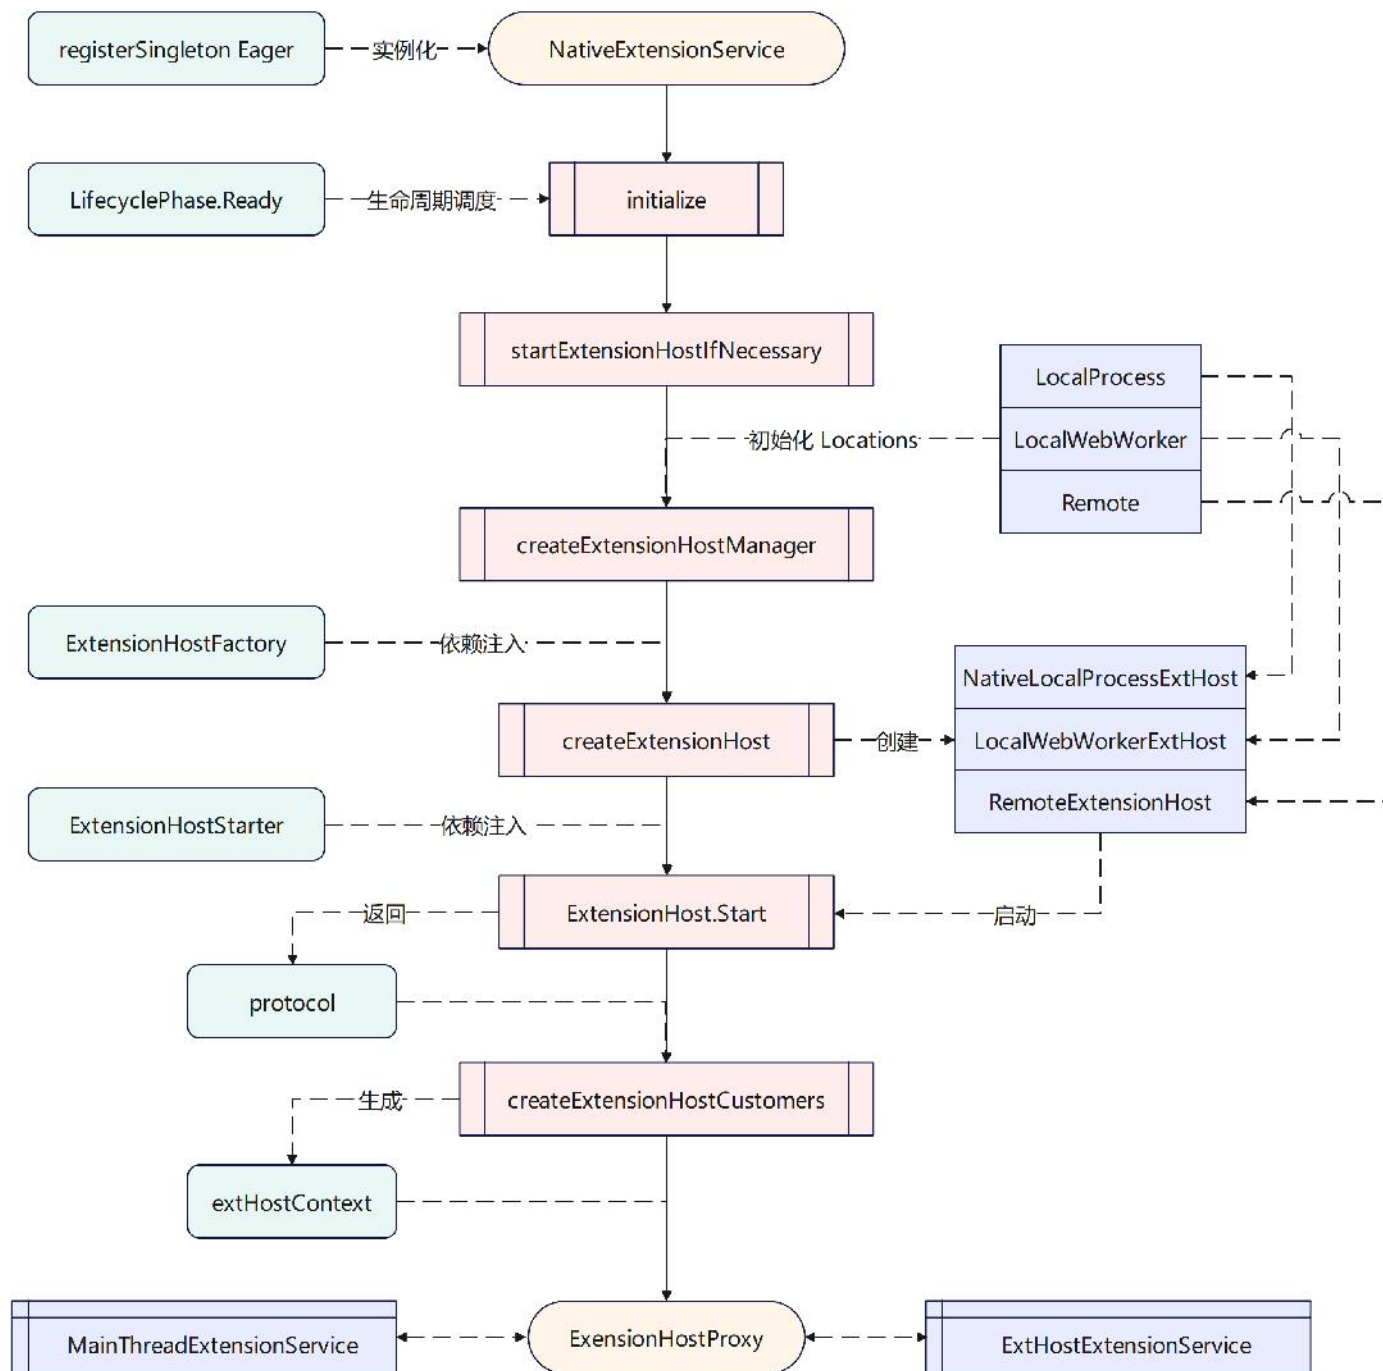 registerSingleton Eager
实例化
NativeExtensionService
LifecyclePhase.Ready
生命周期调度
initialize
startExtensionHostIfNecessary
LocalProcess
初始化 Locations
LocalWebWorker
Remote
createExtensionHostManager
ExtensionHostFactory
依赖注入
NativeLocalProcessExtHost
createExtensionHost
创建
LocalWebWorkerExtHost
RemoteExtensionHost
ExtensionHostStarter
依赖注入
返回
ExtensionHost.Start
启动
protocol
生成
createExtensionHostCustomers
extHostContext
MainThreadExtensionService
ExensionHostProxy
ExtHostExtensionService